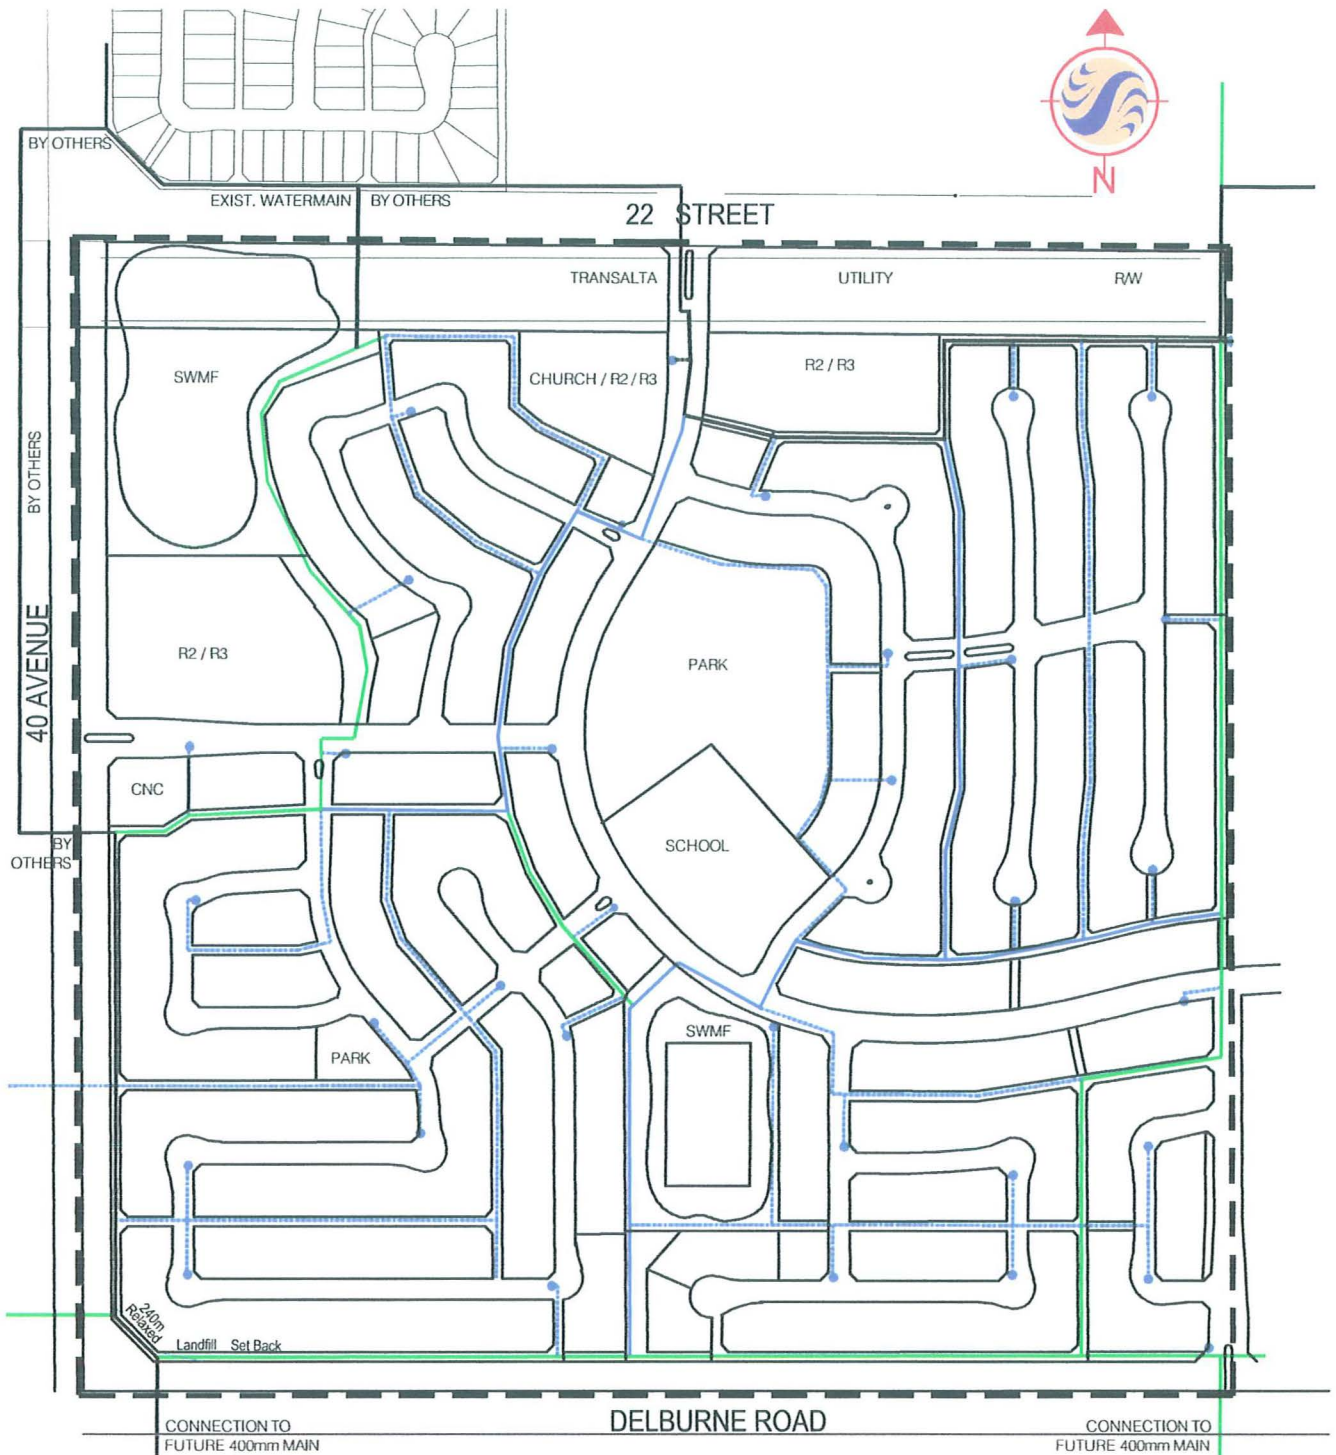 N
BY OTHERS
EXIST. WATERMAIN
BY OTHERS
22 STREET
TRANSALTA
UTILITY
R/W
SWMF
CHURCH / R2 / R3
R2 / R3
BY OTHERS
40 AVENUE
R2 / R3
PARK
CNC
SCHOOL
BY
OTHERS
SWMF
PARK
240m
Relaxed
Landfill Set Back
DELBURNE ROAD
CONNECTION TO
FUTURE 400mm MAIN
CONNECTION TO
FUTURE 400mm MAIN